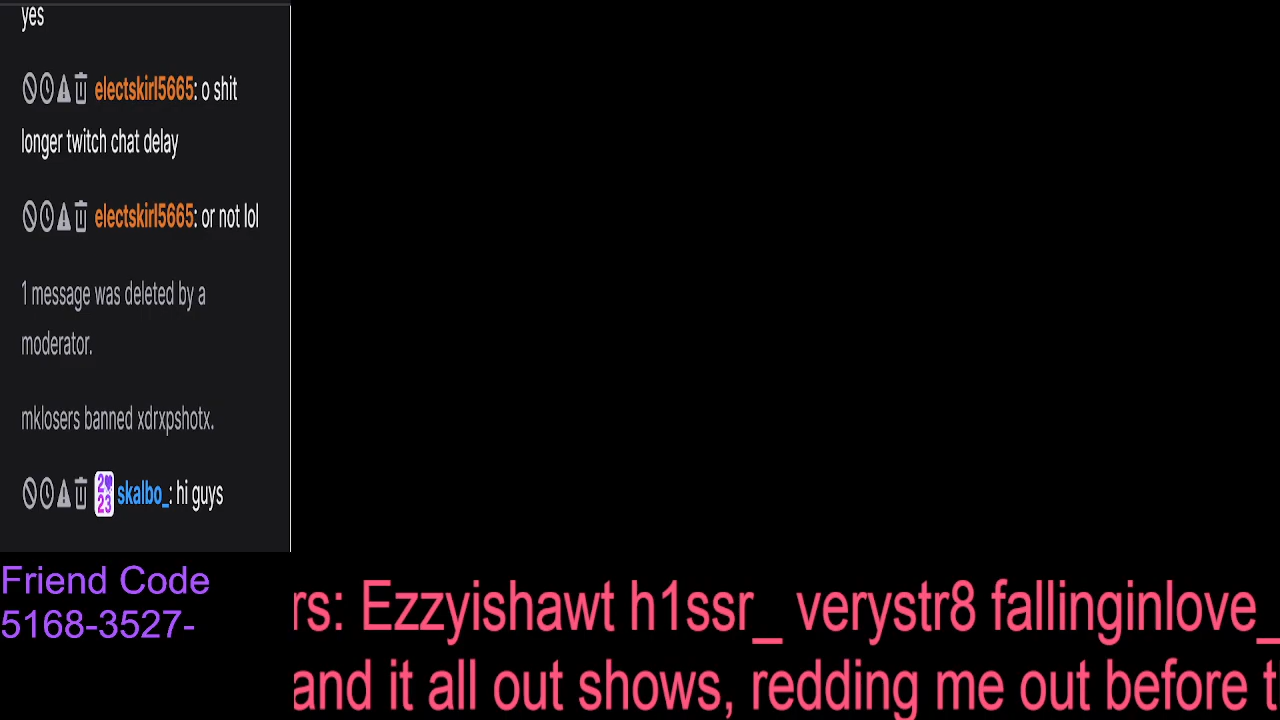 yes
electskirl5665: o shit
longer twitch chat delay
electskirl5665: or not lol
1 message was deleted by a
moderator.
mklosers banned xdrxpshotx.
2023 skalbo_: hi guys
Friend Code
5168-3527-
rs: Ezzyishawt h1ssr_ verystr8 fallinginlove_
and it all out shows, redding me out before t